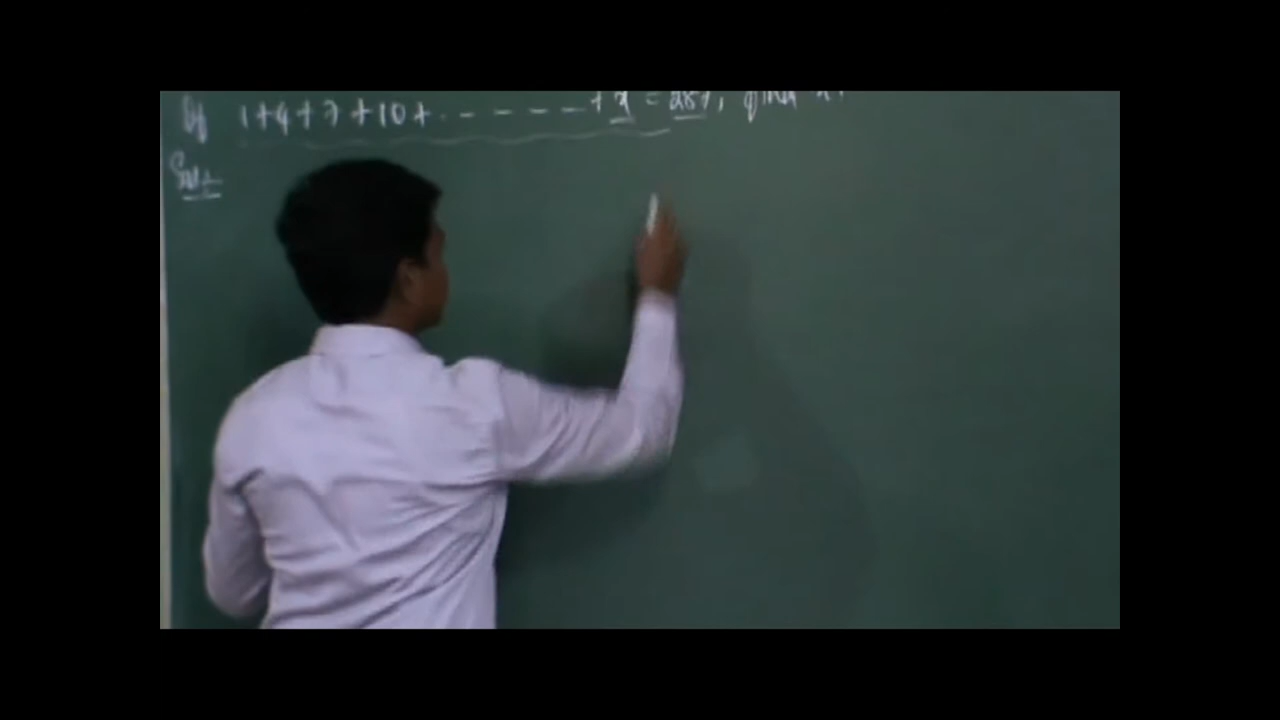 If 1+4+7+10+ - - - - - - + x = 287, find x.
Sol: